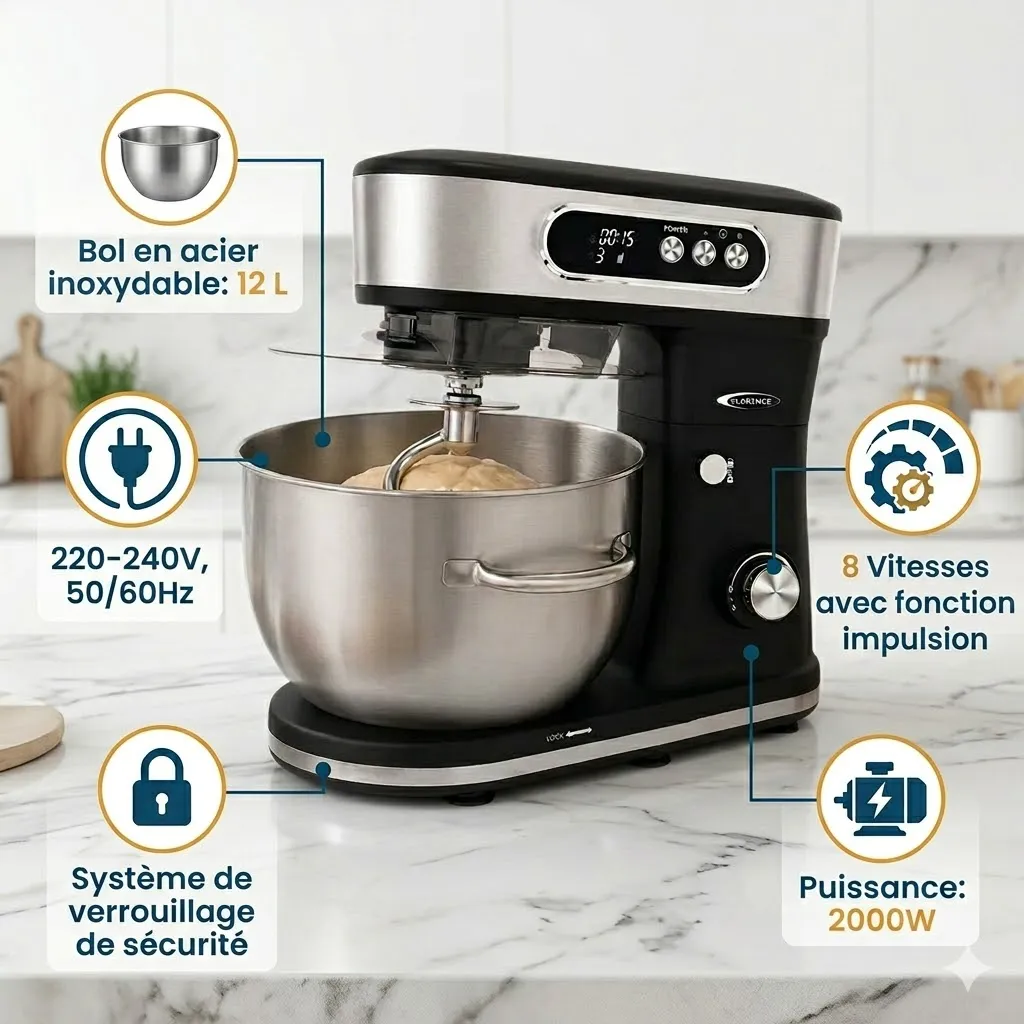 Bol en acier
inoxydable: 12 L
00:15
3
FLORENCE
220-240V,
50/60Hz
8 Vitesses
avec fonction
impulsion
LOCK
Système de
verrouillage
de sécurité
Puissance:
2000W